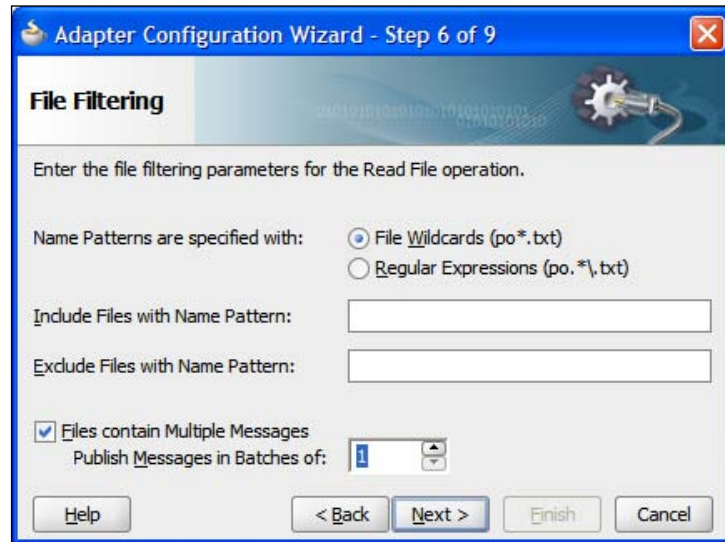 Adapter Configuration Wizard - Step 6 of 9
File Filtering
Enter the file filtering parameters for the Read File operation.
Name Patterns are specified with:
File Wildcards (po*.txt)
Regular Expressions (po.*\.txt)
Include Files with Name Pattern:
Exclude Files with Name Pattern:
Files contain Multiple Messages
Publish Messages in Batches of: 1
Help < Back Next > Finish Cancel